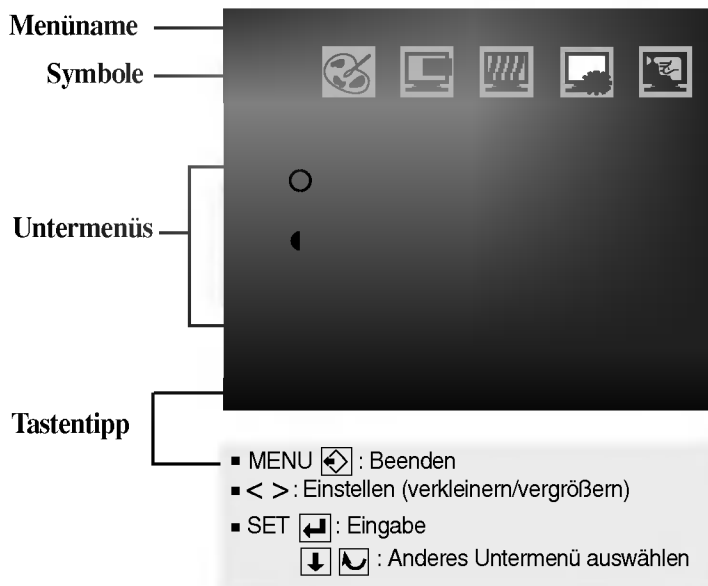 Menüname
Symbole
Untermenüs
Tastentipp
▪ MENU : Beenden
▪ < > : Einstellen (verkleinern/vergrößern)
▪ SET : Eingabe
: Anderes Untermenü auswählen